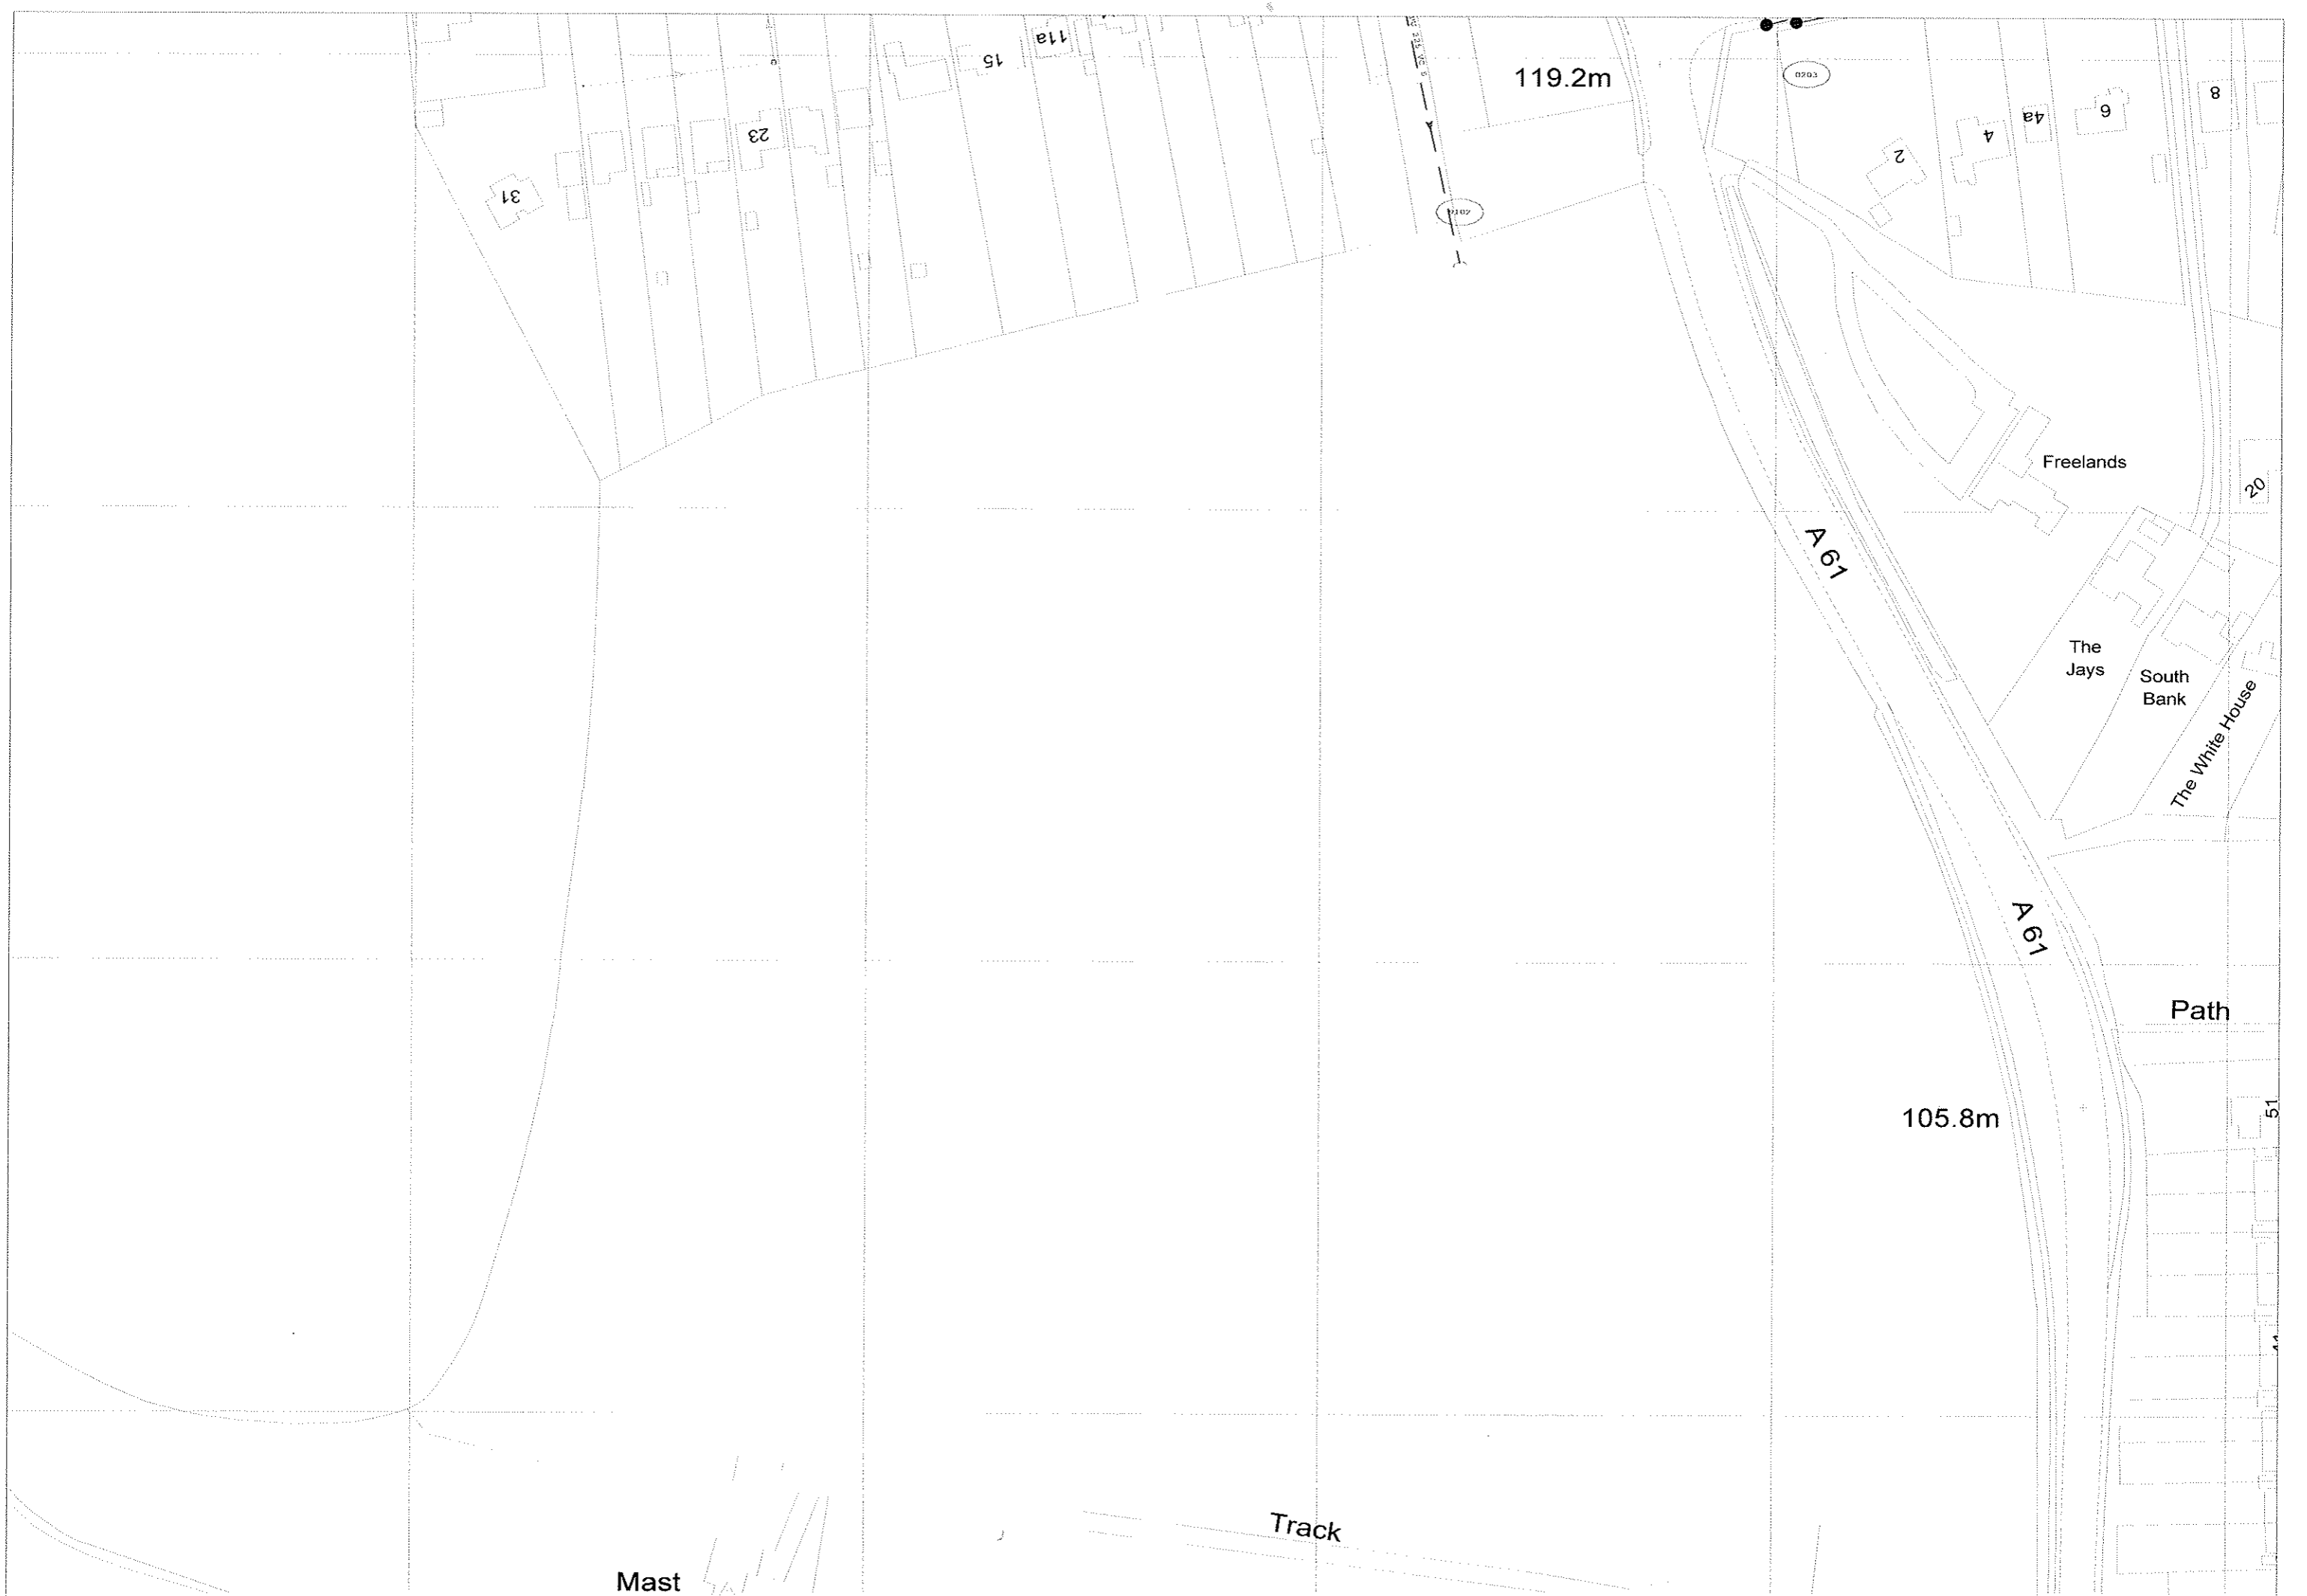 11a
15
119.2m
0203
8
6
4a
4
2
23
31
Freelands
20
A 61
The
Jays
South
Bank
The White House
A 61
Path
51
105.8m
Track
Mast